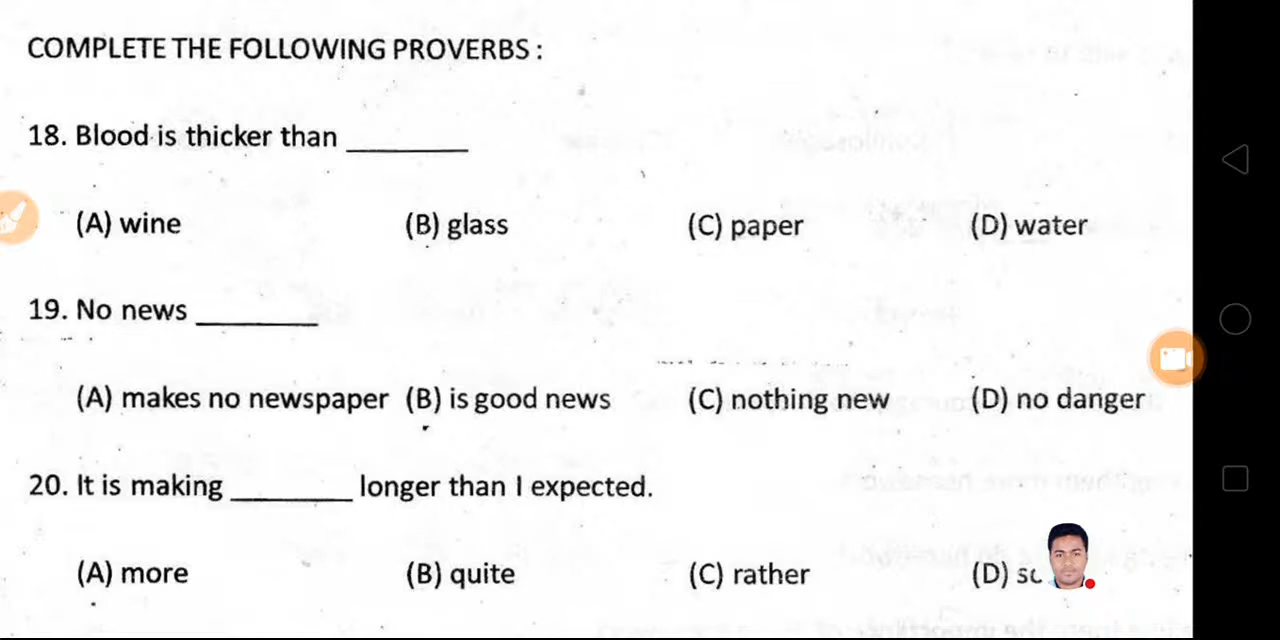 COMPLETE THE FOLLOWING PROVERBS :
18. Blood is thicker than ________
(A) wine (B) glass (C) paper (D) water
19. No news ________
(A) makes no newspaper (B) is good news (C) nothing new (D) no danger
20. It is making ________ longer than I expected.
(A) more (B) quite (C) rather (D)